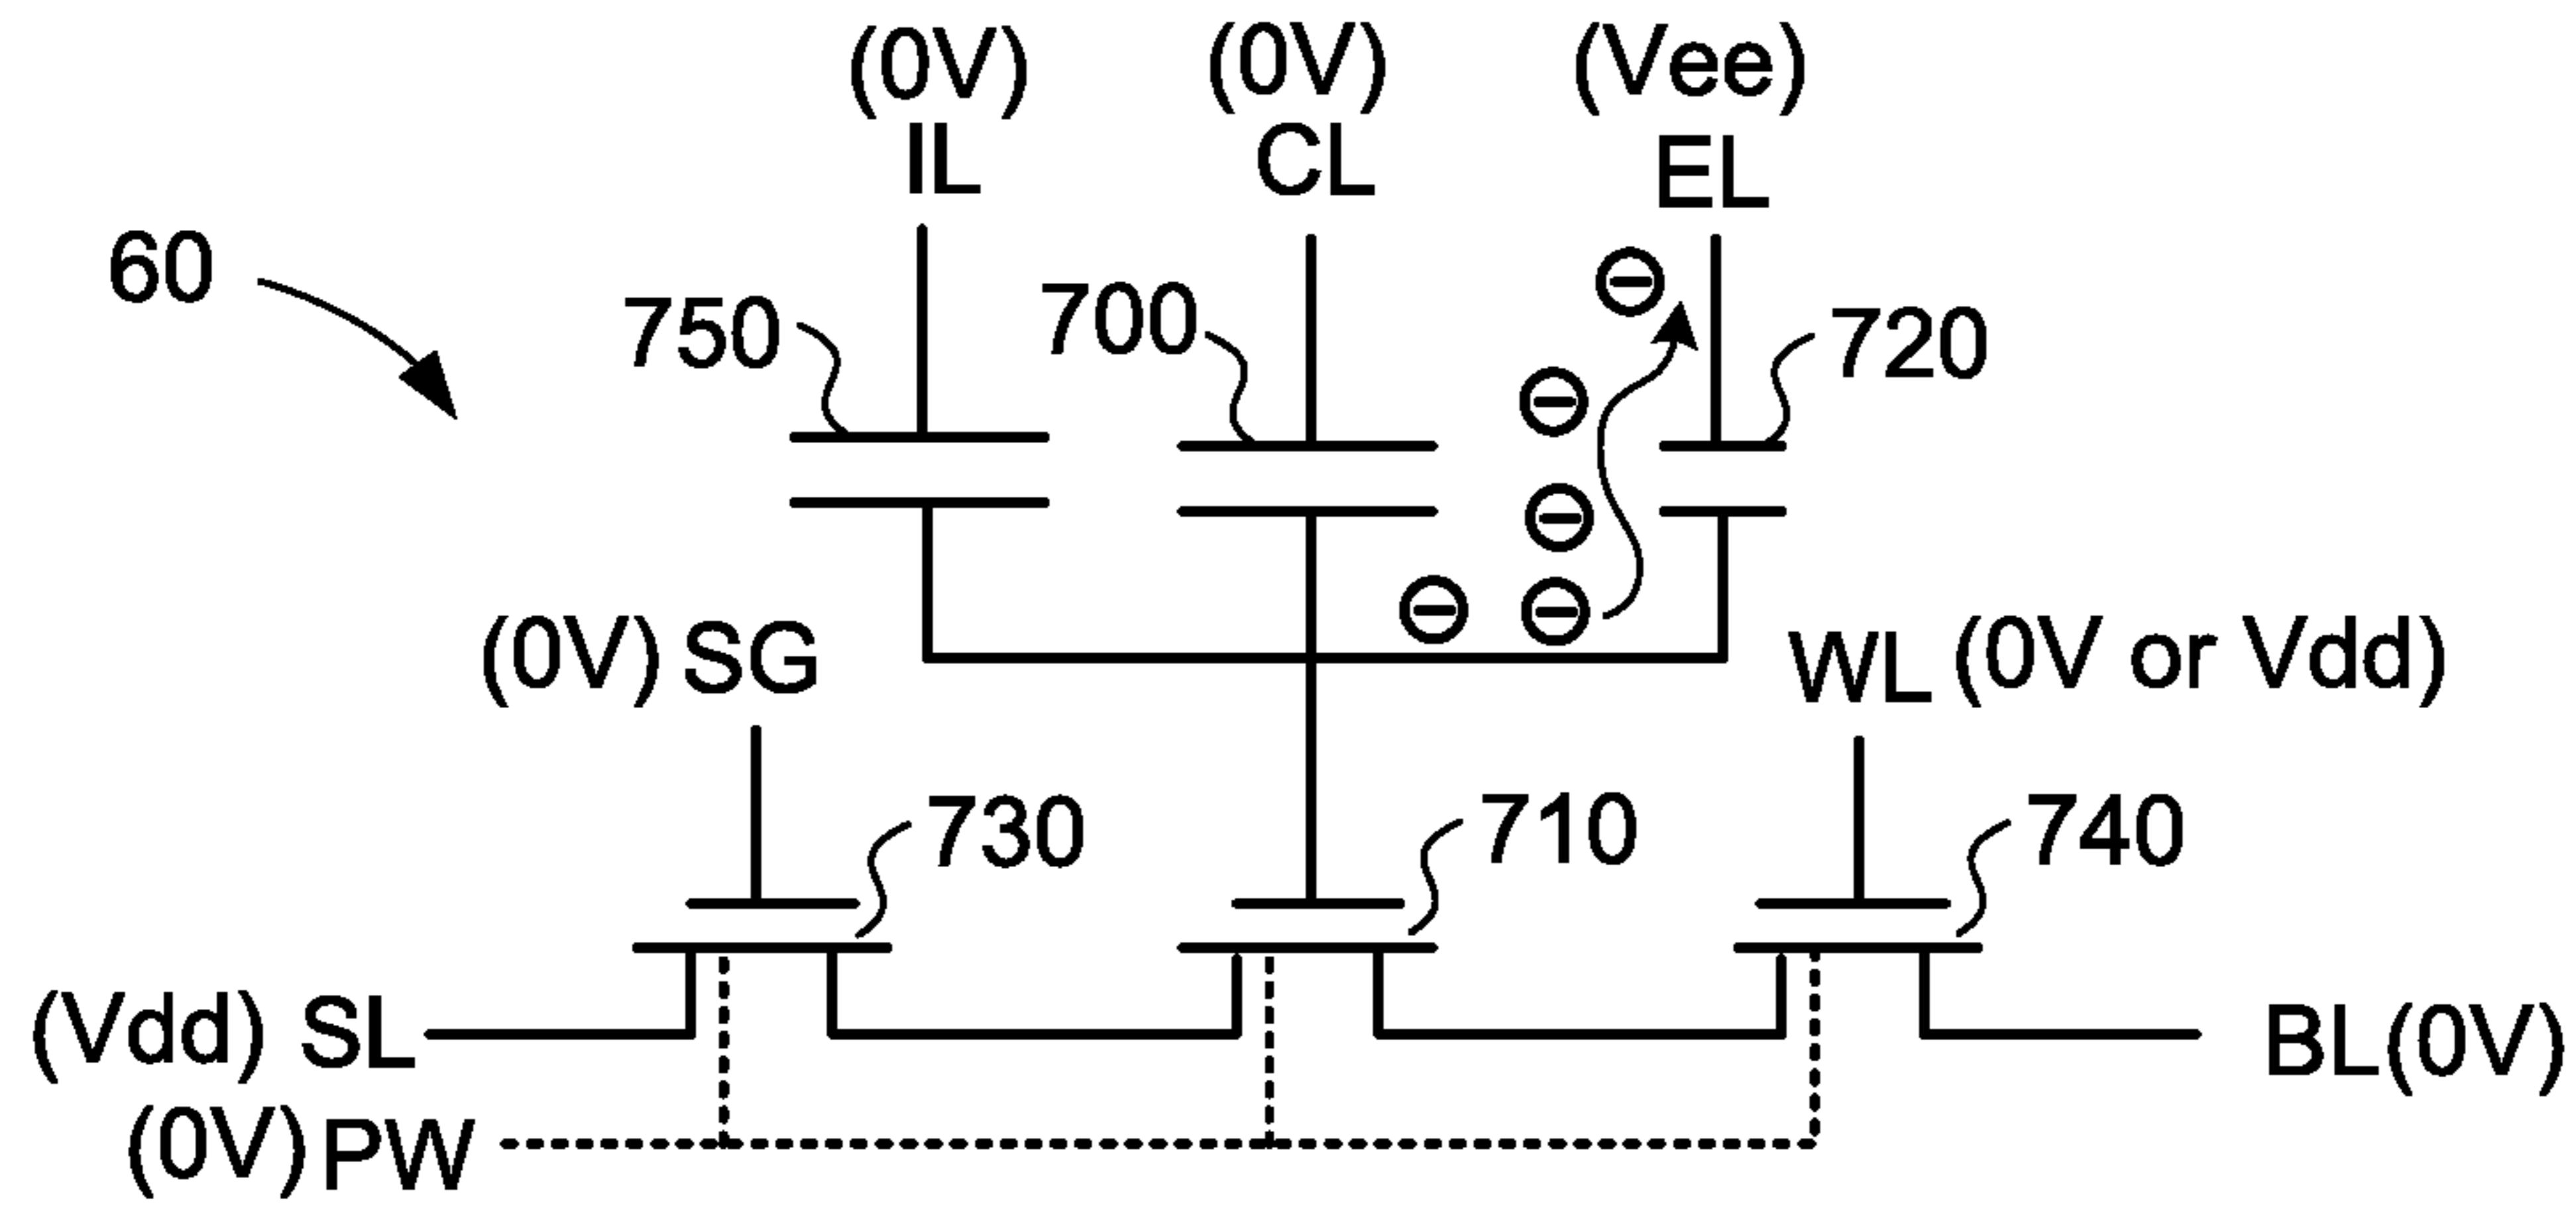 (0V) (0V) (Vee)
IL CL EL
60
750 700 720
(0V) SG WL (0V or Vdd)
730 710 740
(Vdd) SL BL(0V)
(0V) PW